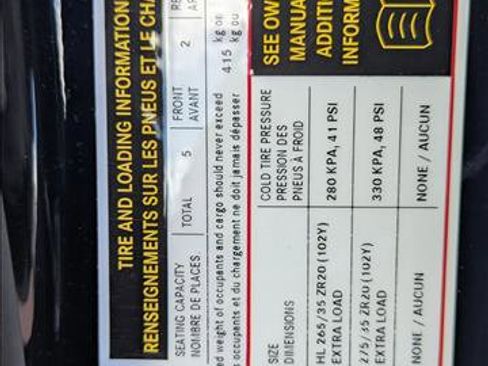 TIRE AND LOADING INFORMATION
RENSEIGNEMENTS SUR LES PNEUS ET LE CHA
SEATING CAPACITY
NOMBRE DE PLACES
TOTAL 5
FRONT
AVANT
2
weight of occupants and cargo should never exceed
occupants et du chargement ne doit jamais dépasser
415
kg or
kg ou
SIZE
DIMENSIONS
COLD TIRE PRESSURE
PRESSION DES
PNEUS À FROID
SEE OWN
MANUA
ADDITI
INFORM
HL 265/35 ZR20 (102Y)
EXTRA LOAD
280 KPA, 41 PSI
275/35 ZR20 (102Y)
EXTRA LOAD
330 KPA, 48 PSI
NONE / AUCUN
NONE / AUCUN